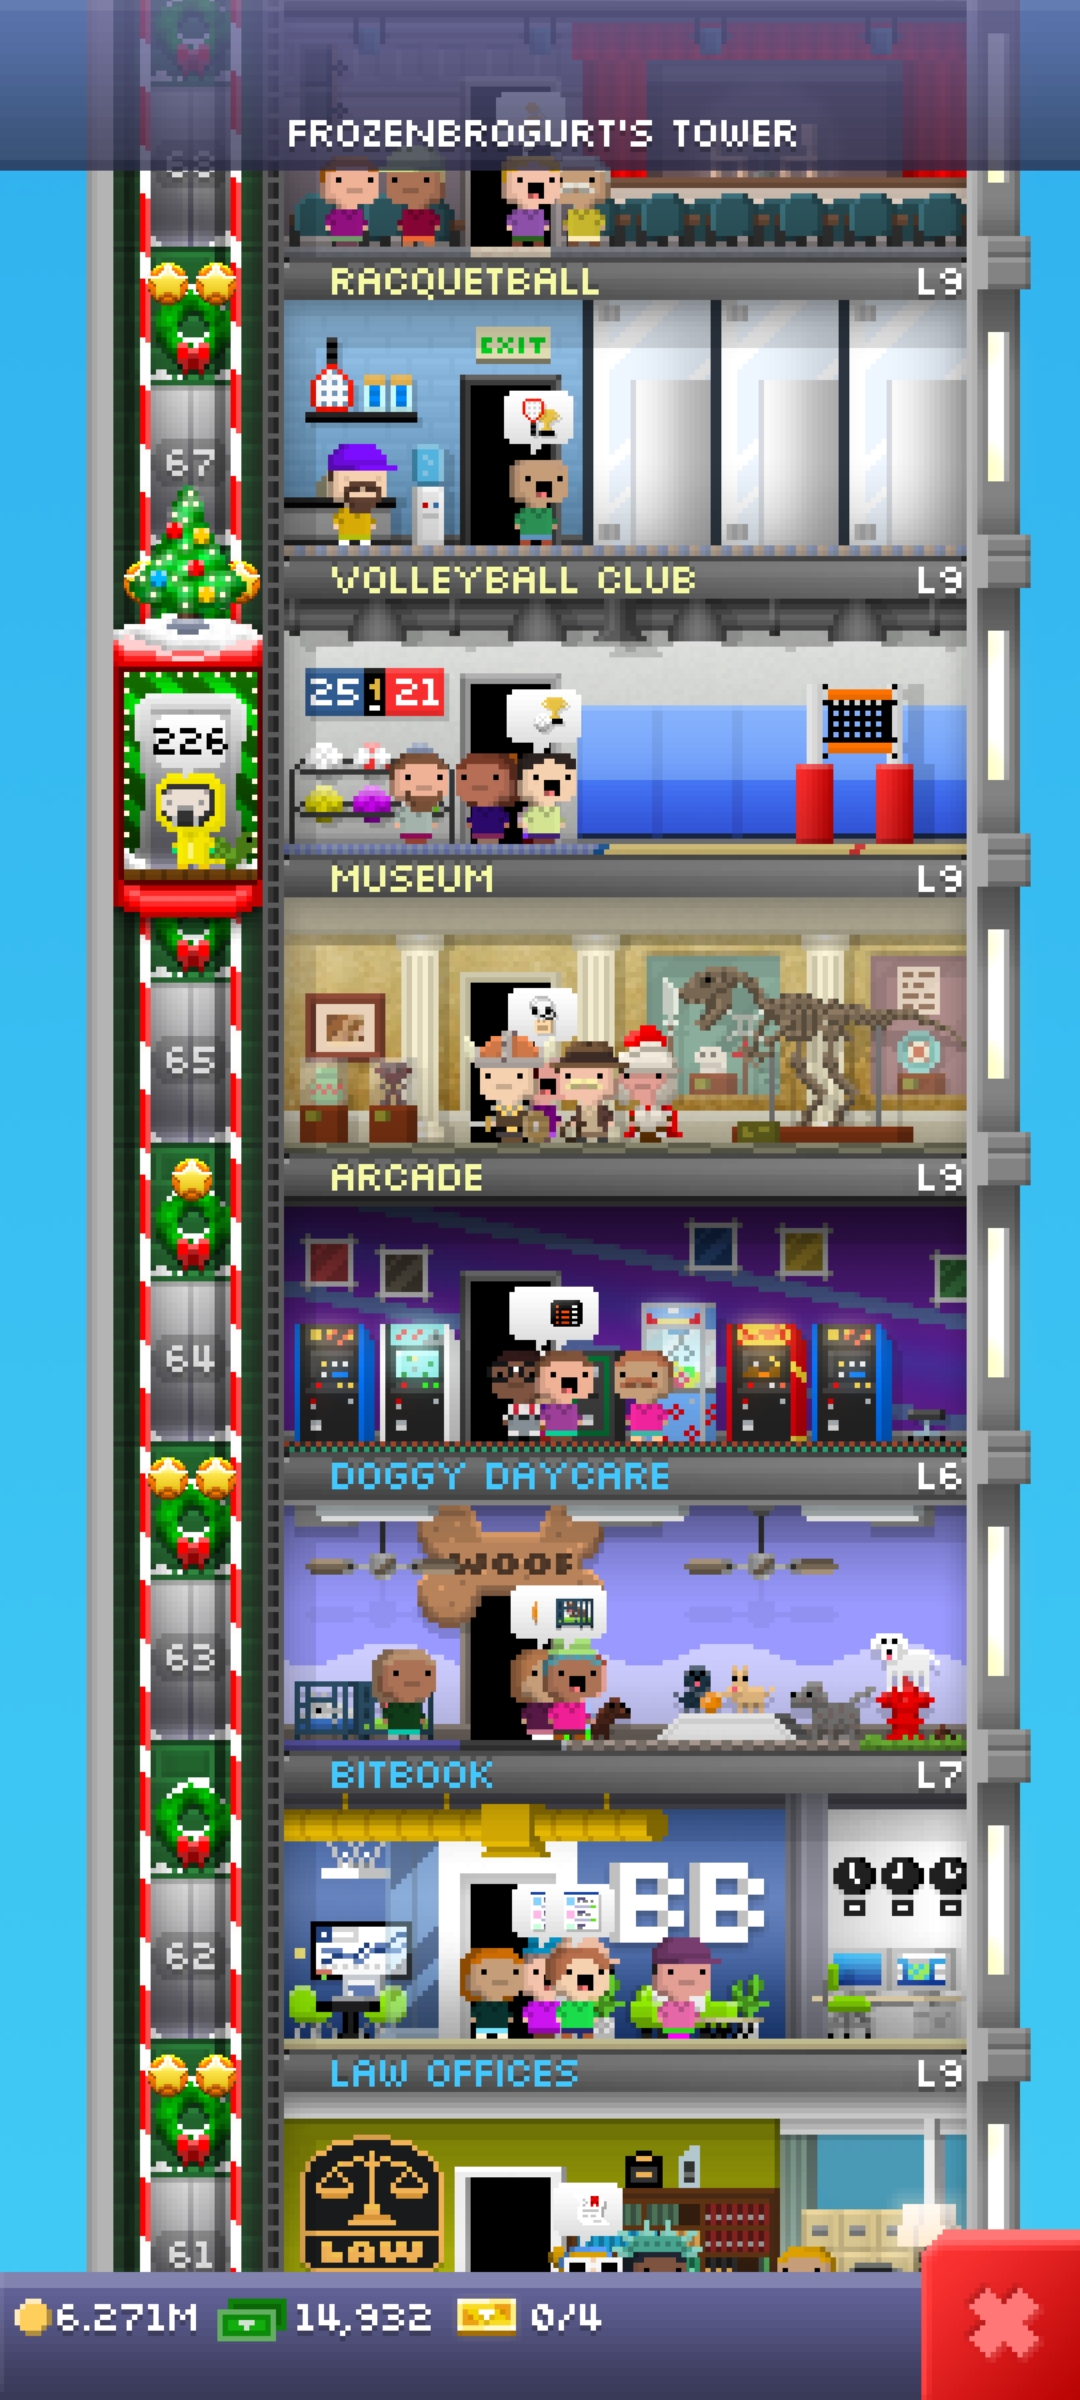 FROZENBROGURT'S TOWER
68
RACQUETBALL L9
EXIT
67
VOLLEYBALL CLUB L9
25 1 21
226
MUSEUM L9
65
ARCADE L9
64
DOGGY DAYCARE L6
WOOF
63
BITBOOK L7
BB
62
LAW OFFICES L9
LAW
61
6.271M 14,932 0/4